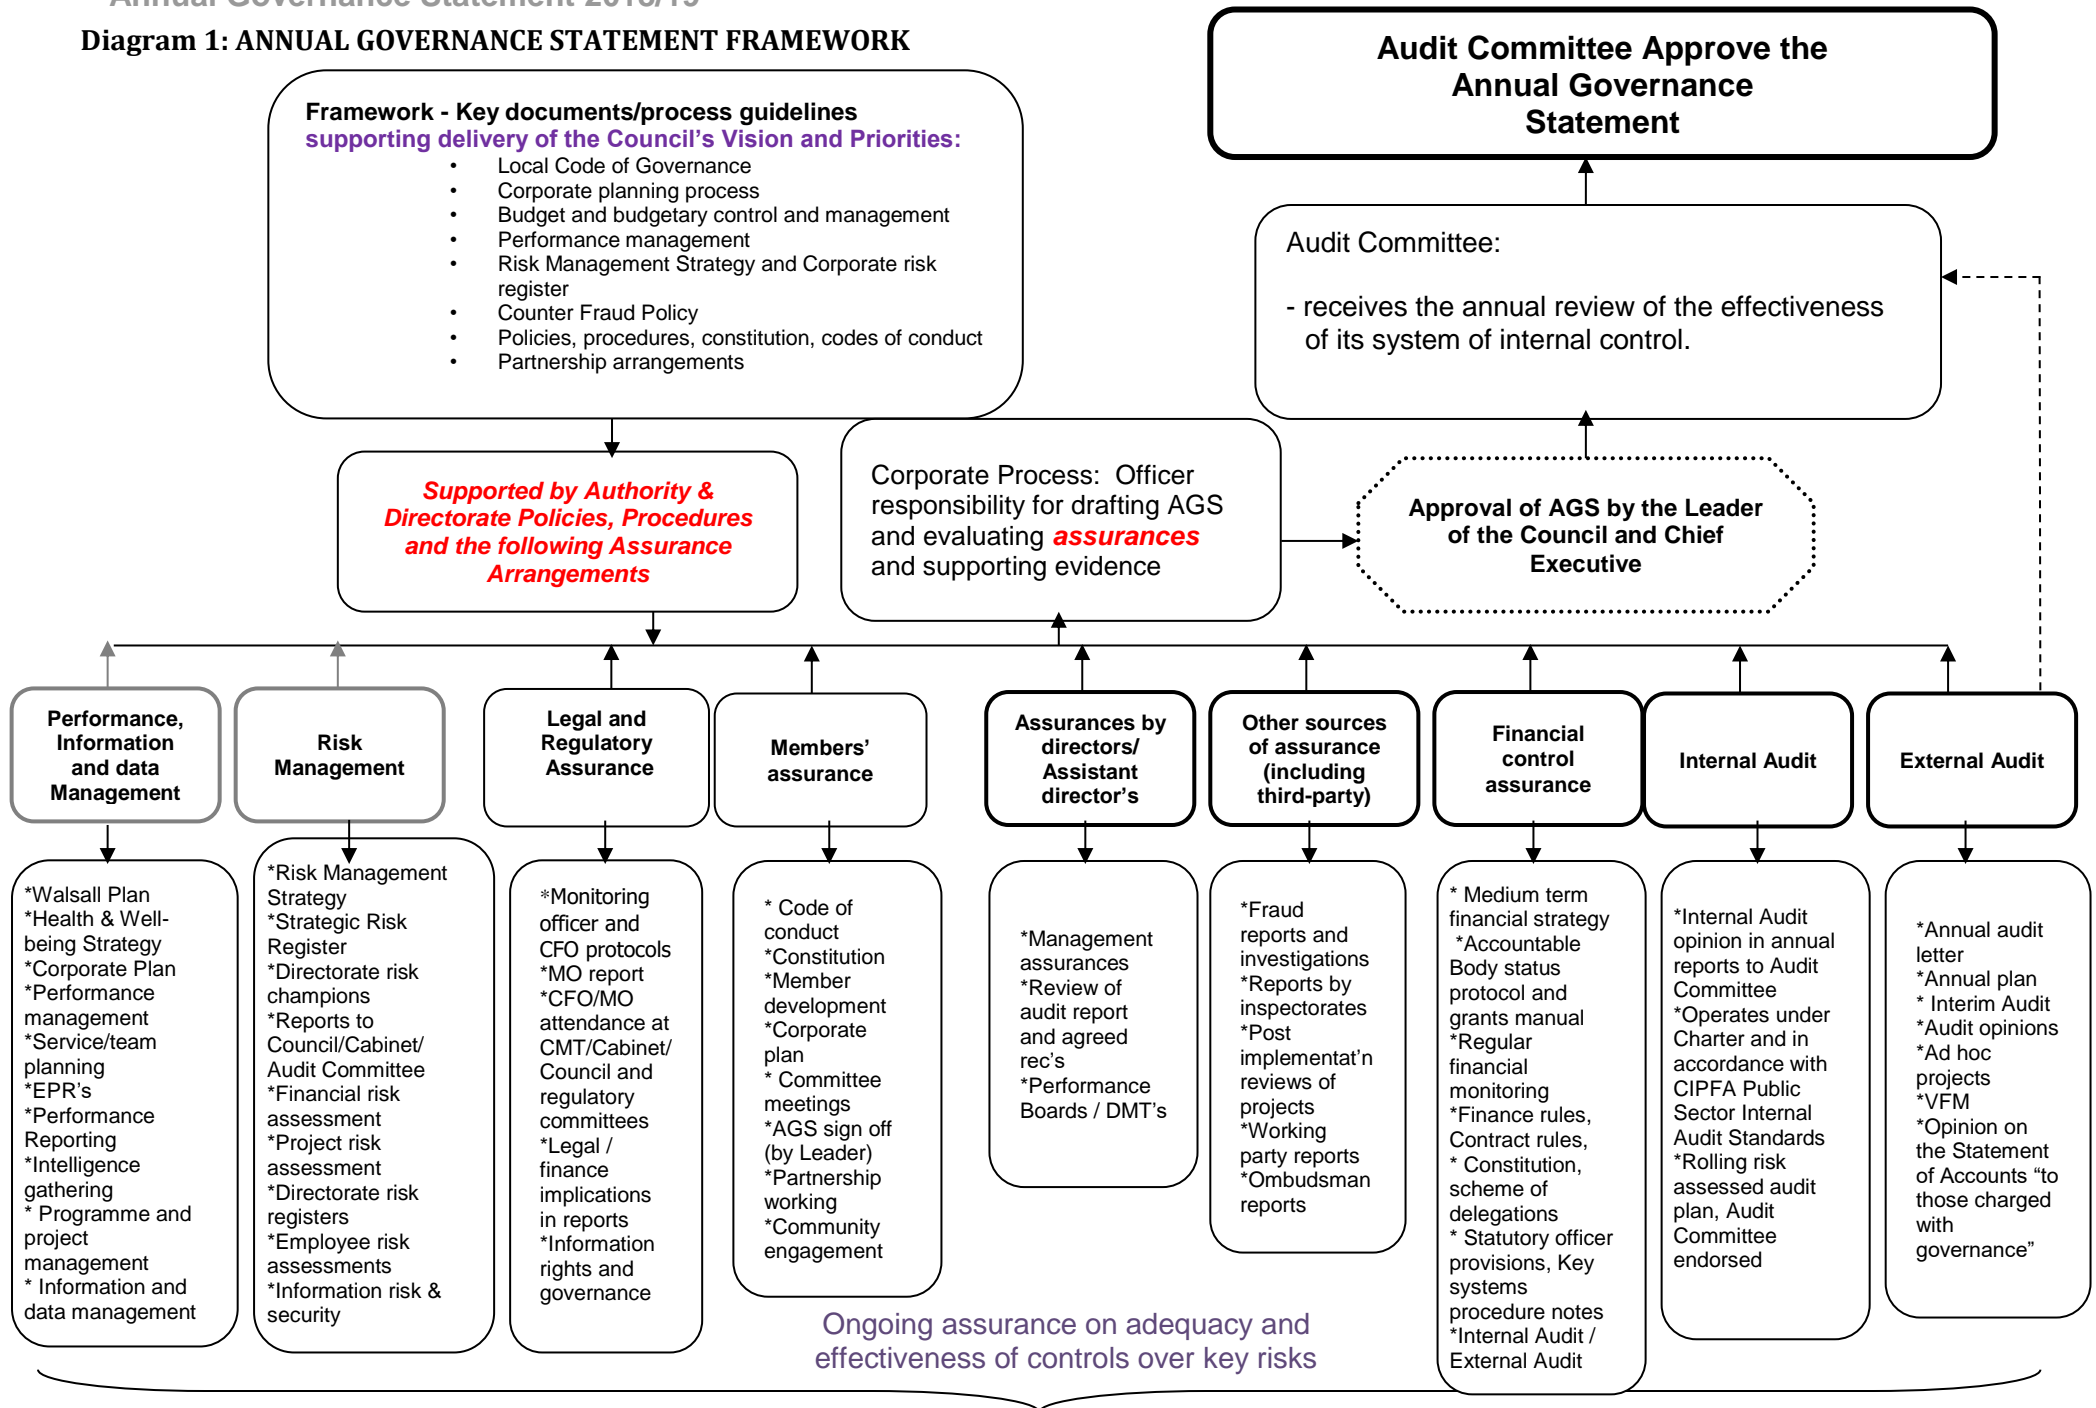 Annual Governance Statement 2018/19
Diagram 1: ANNUAL GOVERNANCE STATEMENT FRAMEWORK
Framework - Key documents/process guidelines
supporting delivery of the Council’s Vision and Priorities:
• Local Code of Governance
• Corporate planning process
• Budget and budgetary control and management
• Performance management
• Risk Management Strategy and Corporate risk
register
• Counter Fraud Policy
• Policies, procedures, constitution, codes of conduct
• Partnership arrangements
Audit Committee Approve the
Annual Governance
Statement
Audit Committee:
- receives the annual review of the effectiveness
of its system of internal control.
Supported by Authority &
Directorate Policies, Procedures
and the following Assurance
Arrangements
Corporate Process: Officer
responsibility for drafting AGS
and evaluating assurances
and supporting evidence
Approval of AGS by the Leader
of the Council and Chief
Executive
Performance,
Information
and data
Management
Risk
Management
Legal and
Regulatory
Assurance
Members’
assurance
Assurances by
directors/
Assistant
director’s
Other sources
of assurance
(including
third-party)
Financial
control
assurance
Internal Audit
External Audit
*Walsall Plan
*Health & Well-
being Strategy
*Corporate Plan
*Performance
management
*Service/team
planning
*EPR’s
*Performance
Reporting
*Intelligence
gathering
* Programme and
project
management
* Information and
data management
*Risk Management
Strategy
*Strategic Risk
Register
*Directorate risk
champions
*Reports to
Council/Cabinet/
Audit Committee
*Financial risk
assessment
*Project risk
assessment
*Directorate risk
registers
*Employee risk
assessments
*Information risk &
security
*Monitoring
officer and
CFO protocols
*MO report
*CFO/MO
attendance at
CMT/Cabinet/
Council and
regulatory
committees
*Legal /
finance
implications
in reports
*Information
rights and
governance
* Code of
conduct
*Constitution
*Member
development
*Corporate
plan
* Committee
meetings
*AGS sign off
(by Leader)
*Partnership
working
*Community
engagement
*Management
assurances
*Review of
audit report
and agreed
rec’s
*Performance
Boards / DMT’s
*Fraud
reports and
investigations
*Reports by
inspectorates
*Post
implementat’n
reviews of
projects
*Working
party reports
*Ombudsman
reports
* Medium term
financial strategy
*Accountable
Body status
protocol and
grants manual
*Regular
financial
monitoring
*Finance rules,
Contract rules,
* Constitution,
scheme of
delegations
* Statutory officer
provisions, Key
systems
procedure notes
*Internal Audit /
External Audit
*Internal Audit
opinion in annual
reports to Audit
Committee
*Operates under
Charter and in
accordance with
CIPFA Public
Sector Internal
Audit Standards
*Rolling risk
assessed audit
plan, Audit
Committee
endorsed
*Annual audit
letter
*Annual plan
* Interim Audit
*Audit opinions
*Ad hoc
projects
*VFM
*Opinion on
the Statement
of Accounts “to
those charged
with
governance”
Ongoing assurance on adequacy and
effectiveness of controls over key risks